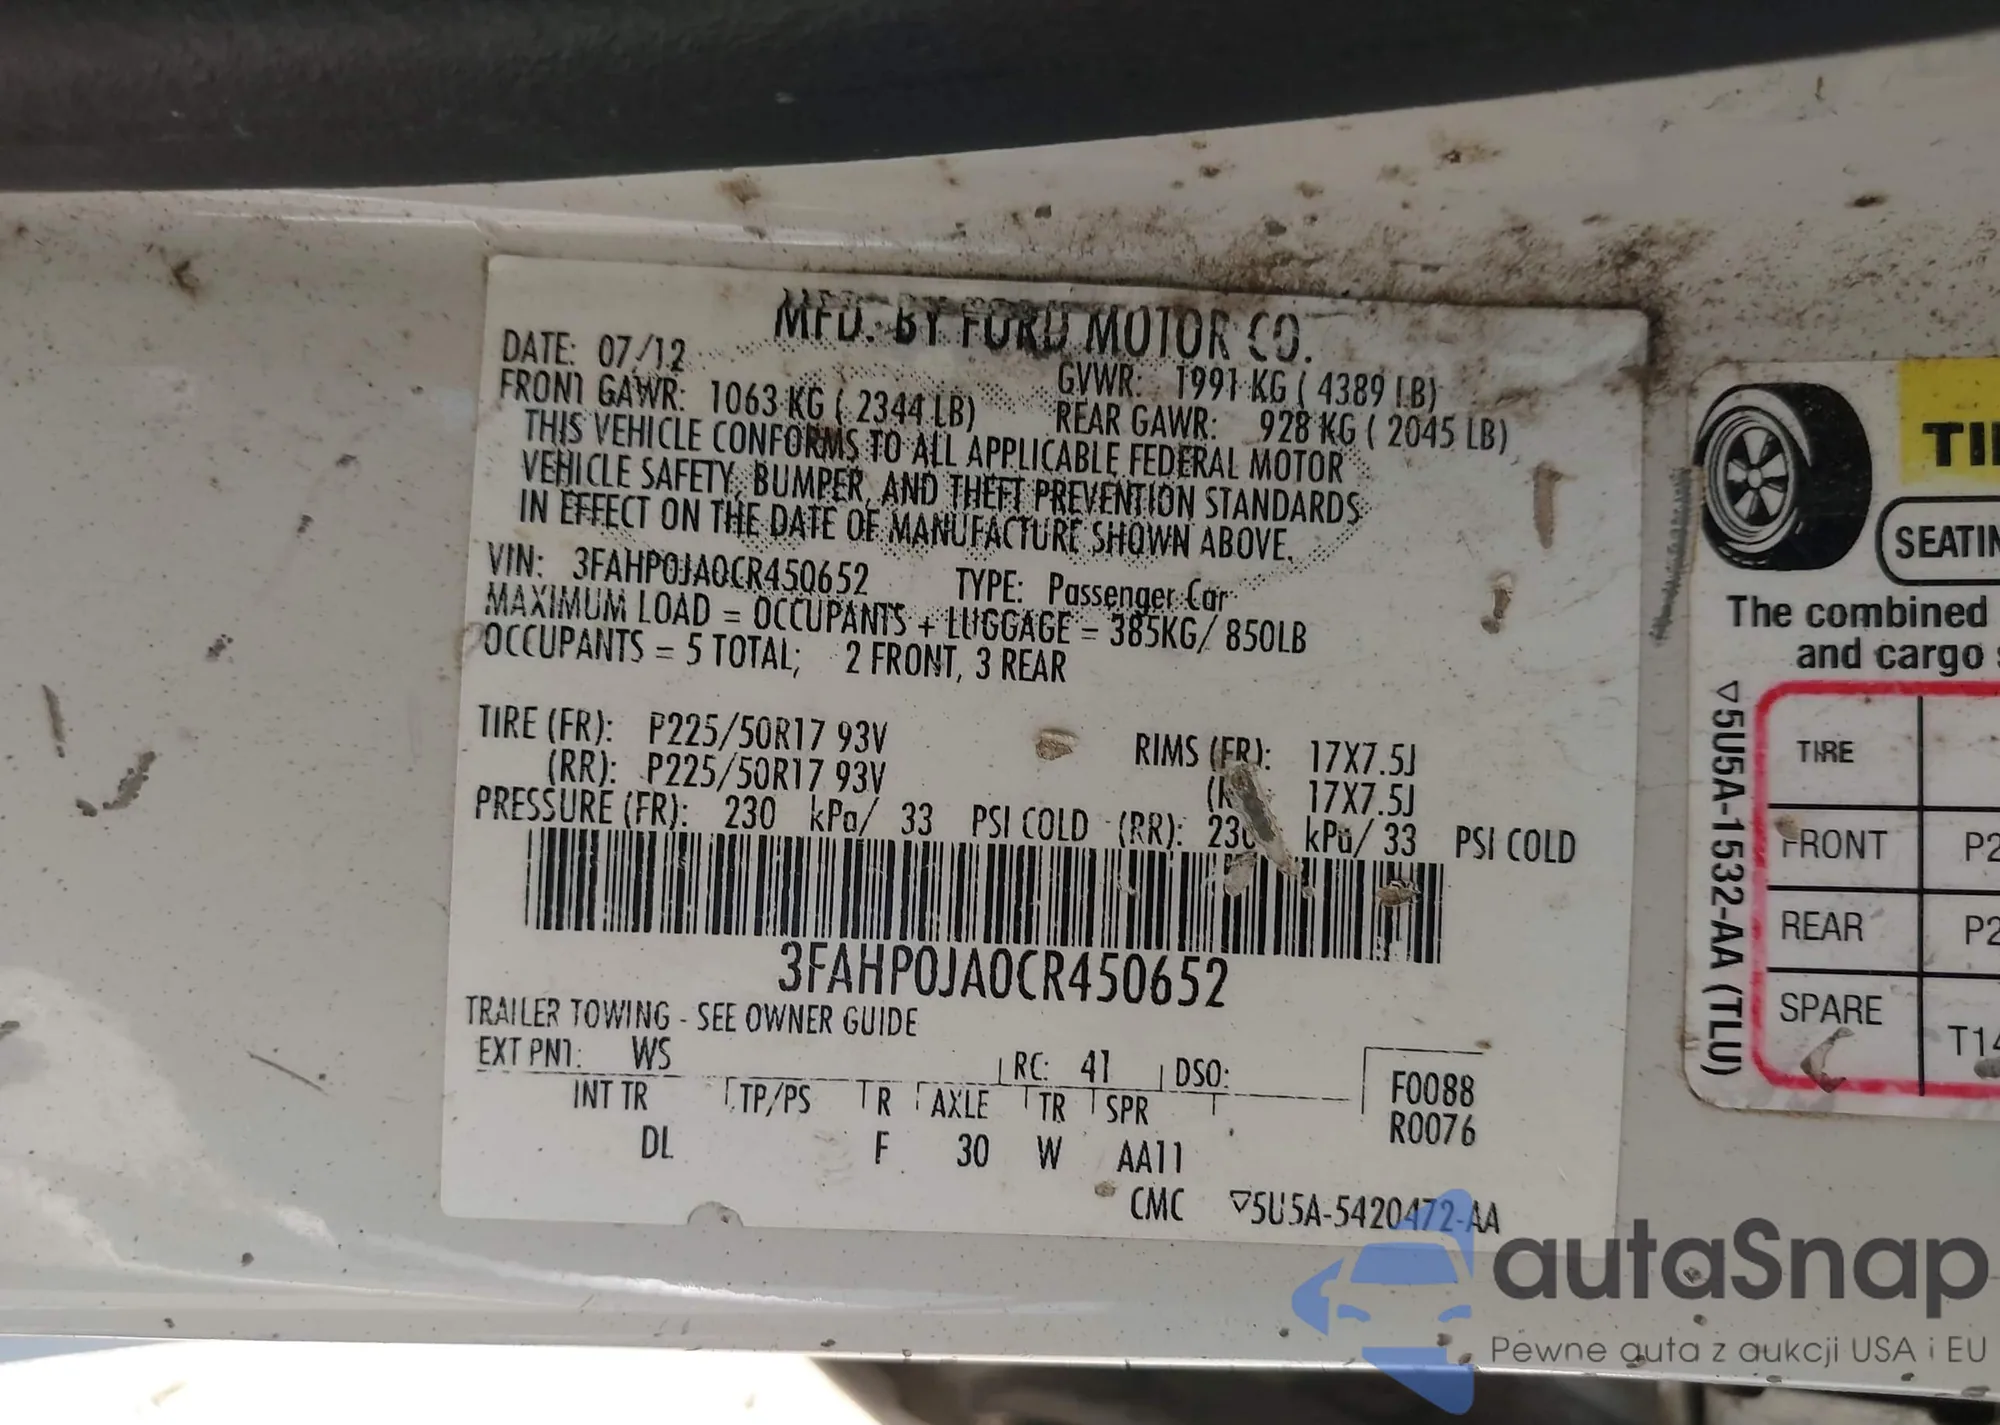 MFD. BY FORD MOTOR CO.
DATE: 07/12
GVWR: 1991 KG ( 4389 LB)
FRONT GAWR: 1063 KG ( 2344 LB)
REAR GAWR: 928 KG ( 2045 LB)
THIS VEHICLE CONFORMS TO ALL APPLICABLE FEDERAL MOTOR
VEHICLE SAFETY, BUMPER, AND THEFT PREVENTION STANDARDS
IN EFFECT ON THE DATE OF MANUFACTURE SHOWN ABOVE.
VIN: 3FAHP0JA0CR450652 TYPE: Passenger Car
MAXIMUM LOAD = OCCUPANTS + LUGGAGE = 385KG/ 850LB
OCCUPANTS = 5 TOTAL; 2 FRONT, 3 REAR
TIRE (FR): P225/50R17 93V RIMS (FR): 17X7.5J
(RR): P225/50R17 93V 17X7.5J
PRESSURE (FR): 230 kPa/ 33 PSI COLD (RR): 230 kPa/ 33 PSI COLD
3FAHP0JA0CR450652
TRAILER TOWING - SEE OWNER GUIDE
EXT PNT: WS RC: 41 DSO:
INT TR TP/PS R AXLE TR SPR
F0088
R0076
DL F 30 W AA11
CMC ▽5U5A-5420472-AA
SEATIN
The combined
and cargo
▽5U5A-1532-AA (TLU)
TIRE
FRONT P2
REAR P2
SPARE T14
autaSnap
Pewne auta z aukcji USA i EU